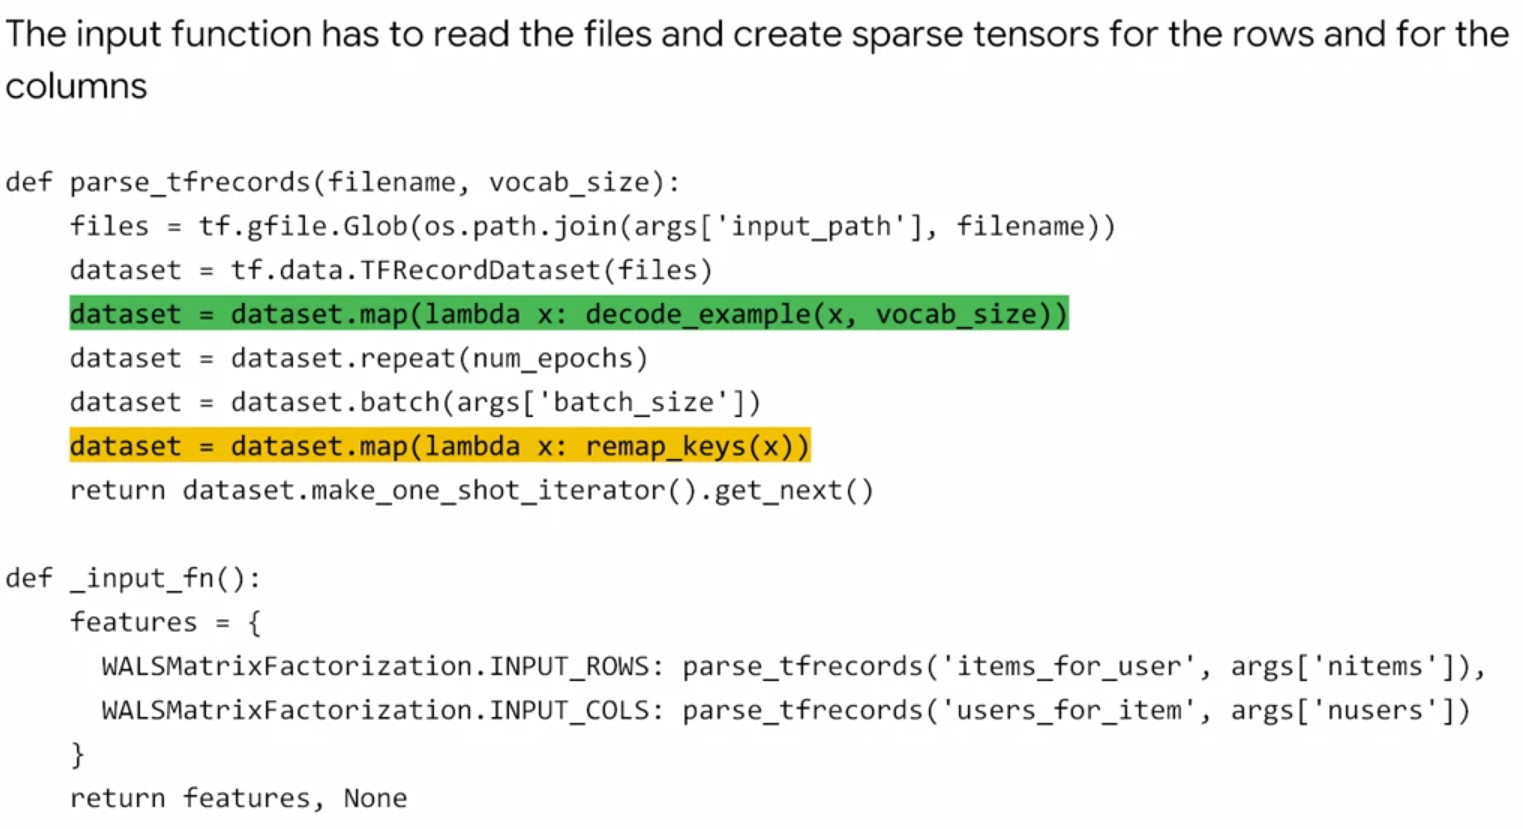 The input function has to read the files and create sparse tensors for the rows and for the
columns
def parse_tfrecords(filename, vocab_size):
    files = tf.gfile.Glob(os.path.join(args['input_path'], filename))
    dataset = tf.data.TFRecordDataset(files)
    dataset = dataset.map(lambda x: decode_example(x, vocab_size))
    dataset = dataset.repeat(num_epochs)
    dataset = dataset.batch(args['batch_size'])
    dataset = dataset.map(lambda x: remap_keys(x))
    return dataset.make_one_shot_iterator().get_next()
def _input_fn():
    features = {
      WALSMatrixFactorization.INPUT_ROWS: parse_tfrecords('items_for_user', args['nitems']),
      WALSMatrixFactorization.INPUT_COLS: parse_tfrecords('users_for_item', args['nusers'])
    }
    return features, None